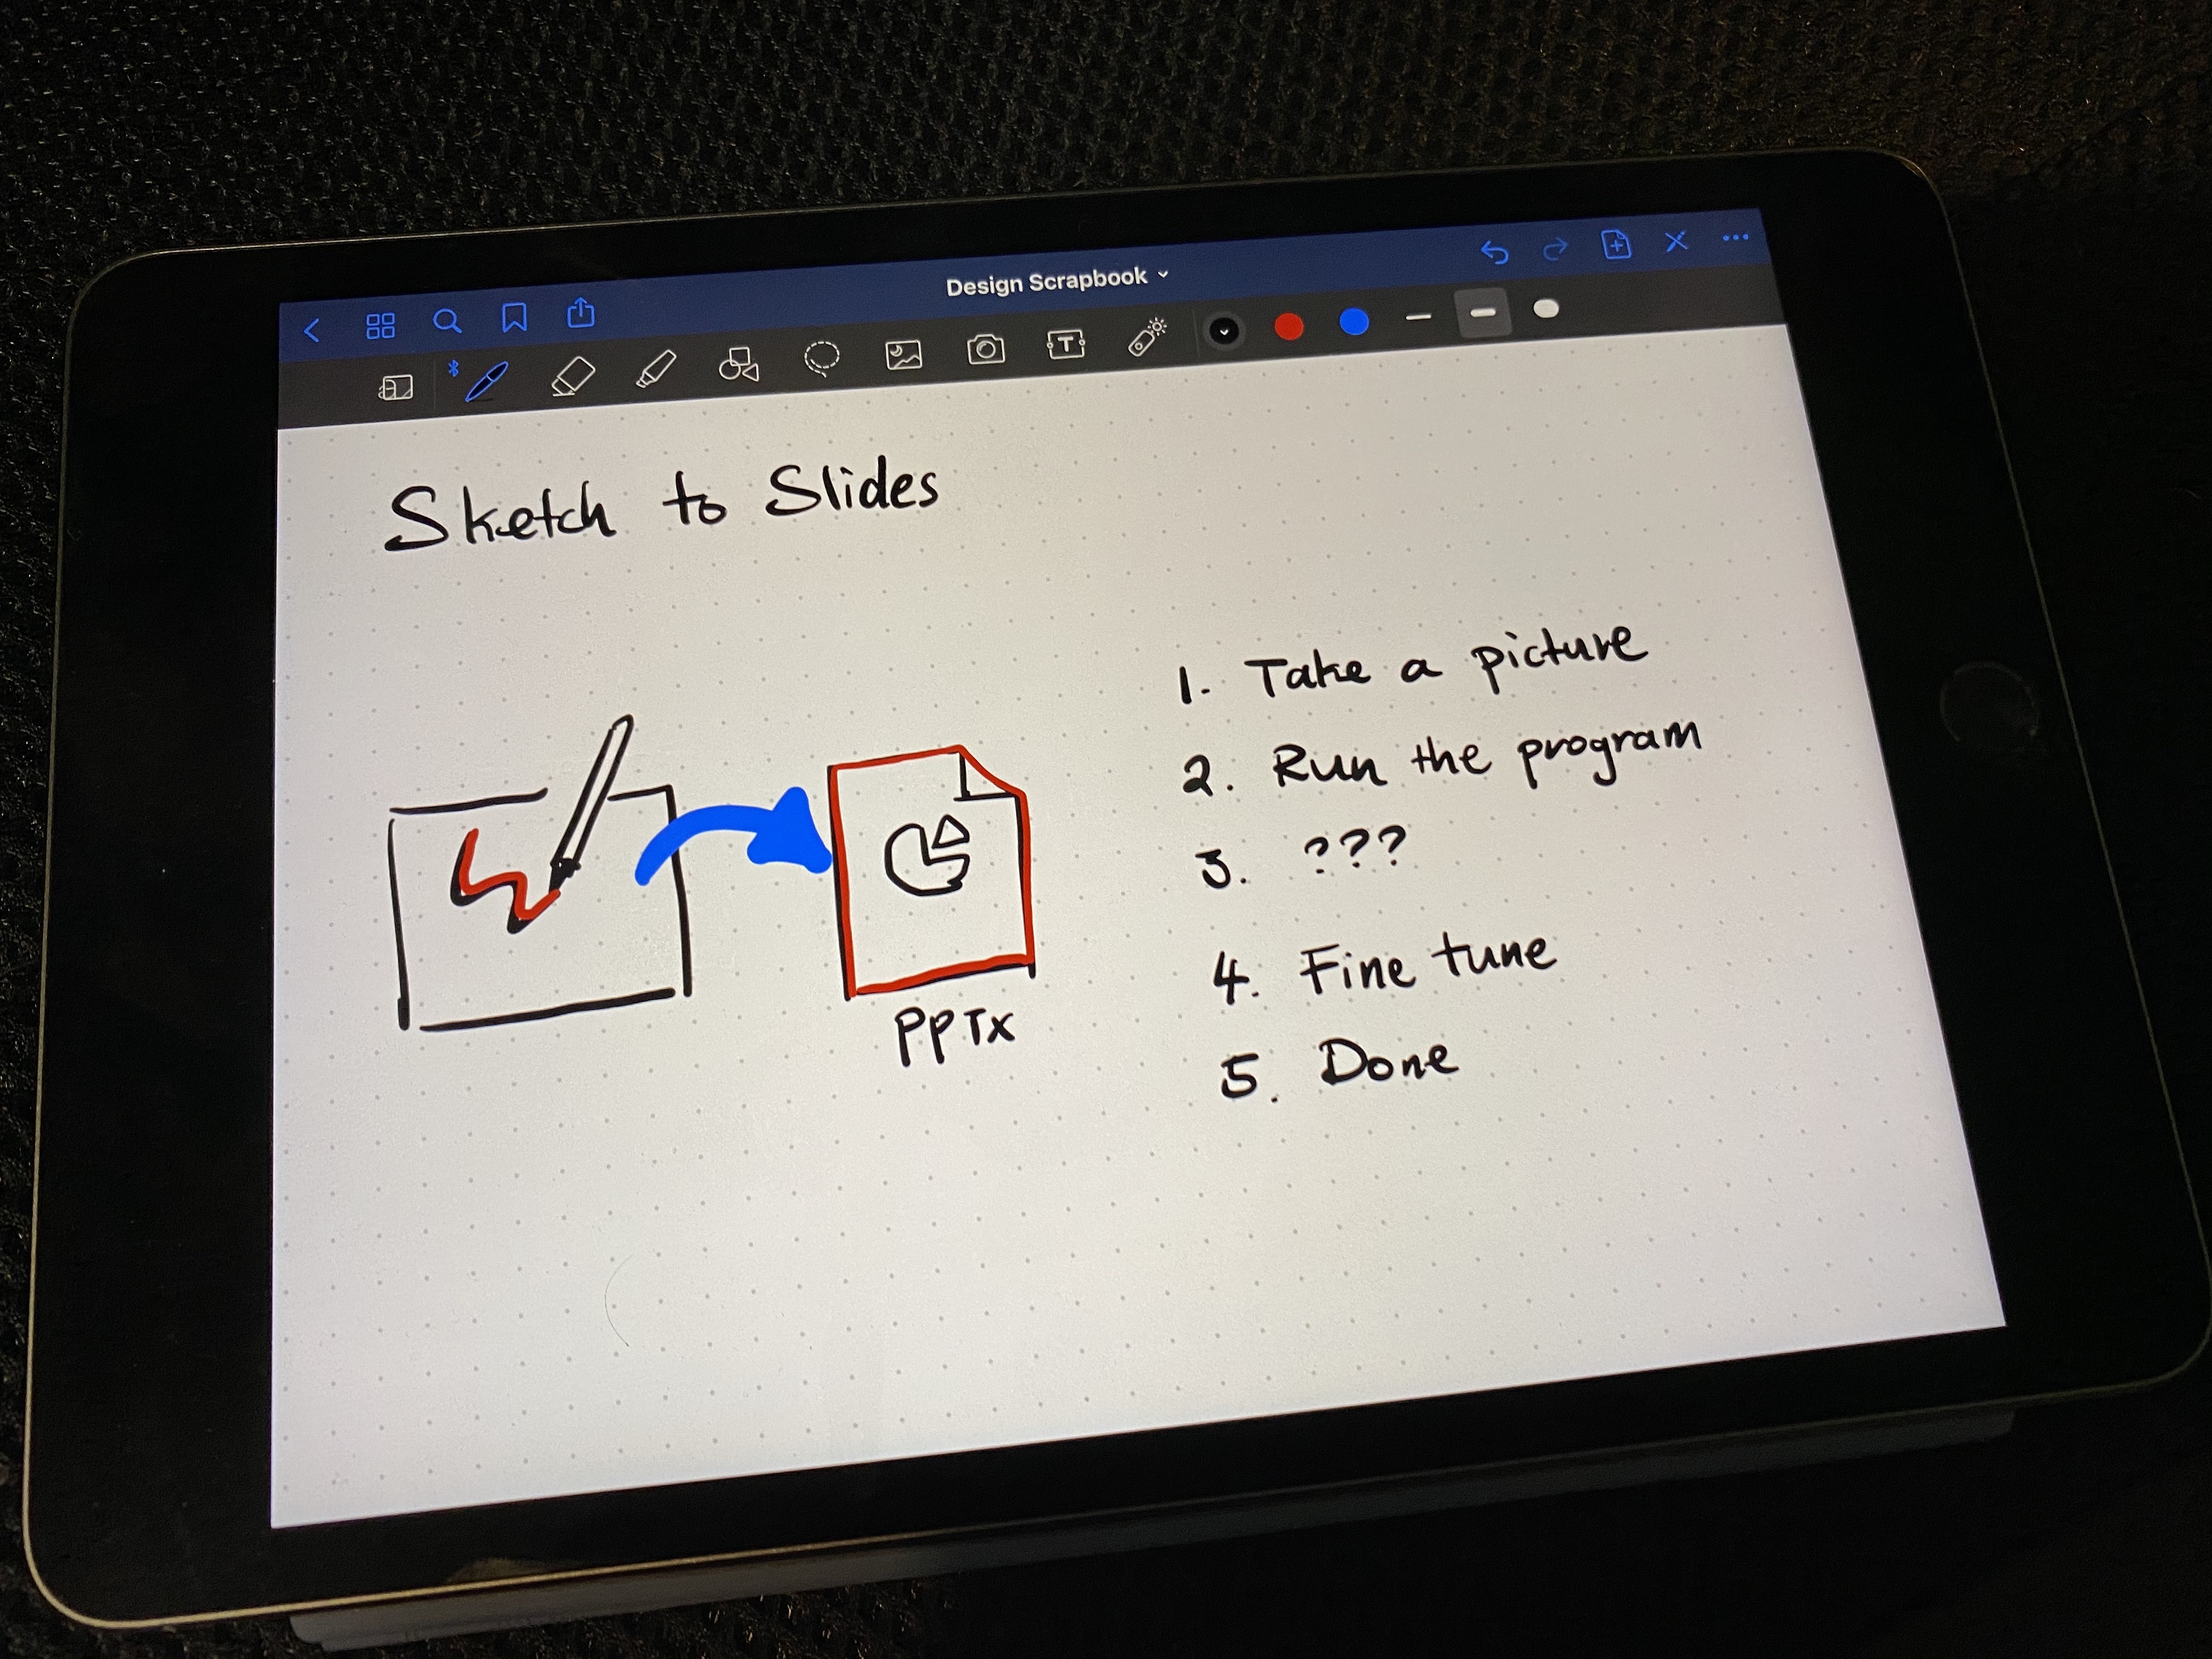 Design Scrapbook
Sketch to Slides
1. Take a picture
2. Run the program
3. ???
4. Fine tune
5. Done
PPTx